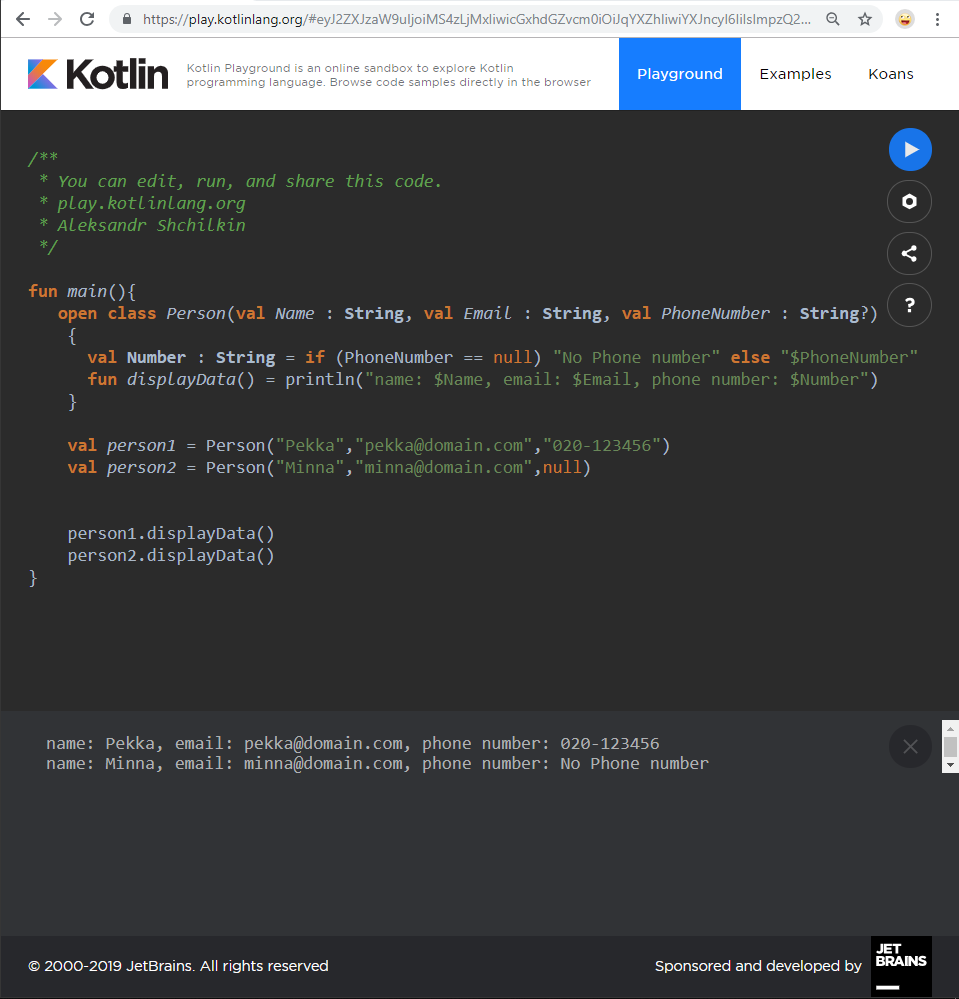 https://play.kotlinlang.org/#eyJ2ZXJzaW9uIjoiMS4zLjMxIiwicGxhdGZvcm0iOiJqYXZhIiwiYXJncyI6IiIsImpzQ2...
Kotlin
Kotlin Playground is an online sandbox to explore Kotlin
programming language. Browse code samples directly in the browser
Playground
Examples
Koans
/**
 * You can edit, run, and share this code.
 * play.kotlinlang.org
 * Aleksandr Shchilkin
 */
fun main(){
   open class Person(val Name : String, val Email : String, val PhoneNumber : String?)
    {
      val Number : String = if (PhoneNumber == null) "No Phone number" else "$PhoneNumber"
      fun displayData() = println("name: $Name, email: $Email, phone number: $Number")
    }
    val person1 = Person("Pekka","pekka@domain.com","020-123456")
    val person2 = Person("Minna","minna@domain.com",null)
    person1.displayData()
    person2.displayData()
}
?
name: Pekka, email: pekka@domain.com, phone number: 020-123456
name: Minna, email: minna@domain.com, phone number: No Phone number
© 2000-2019 JetBrains. All rights reserved
Sponsored and developed by
JET
BRAINS